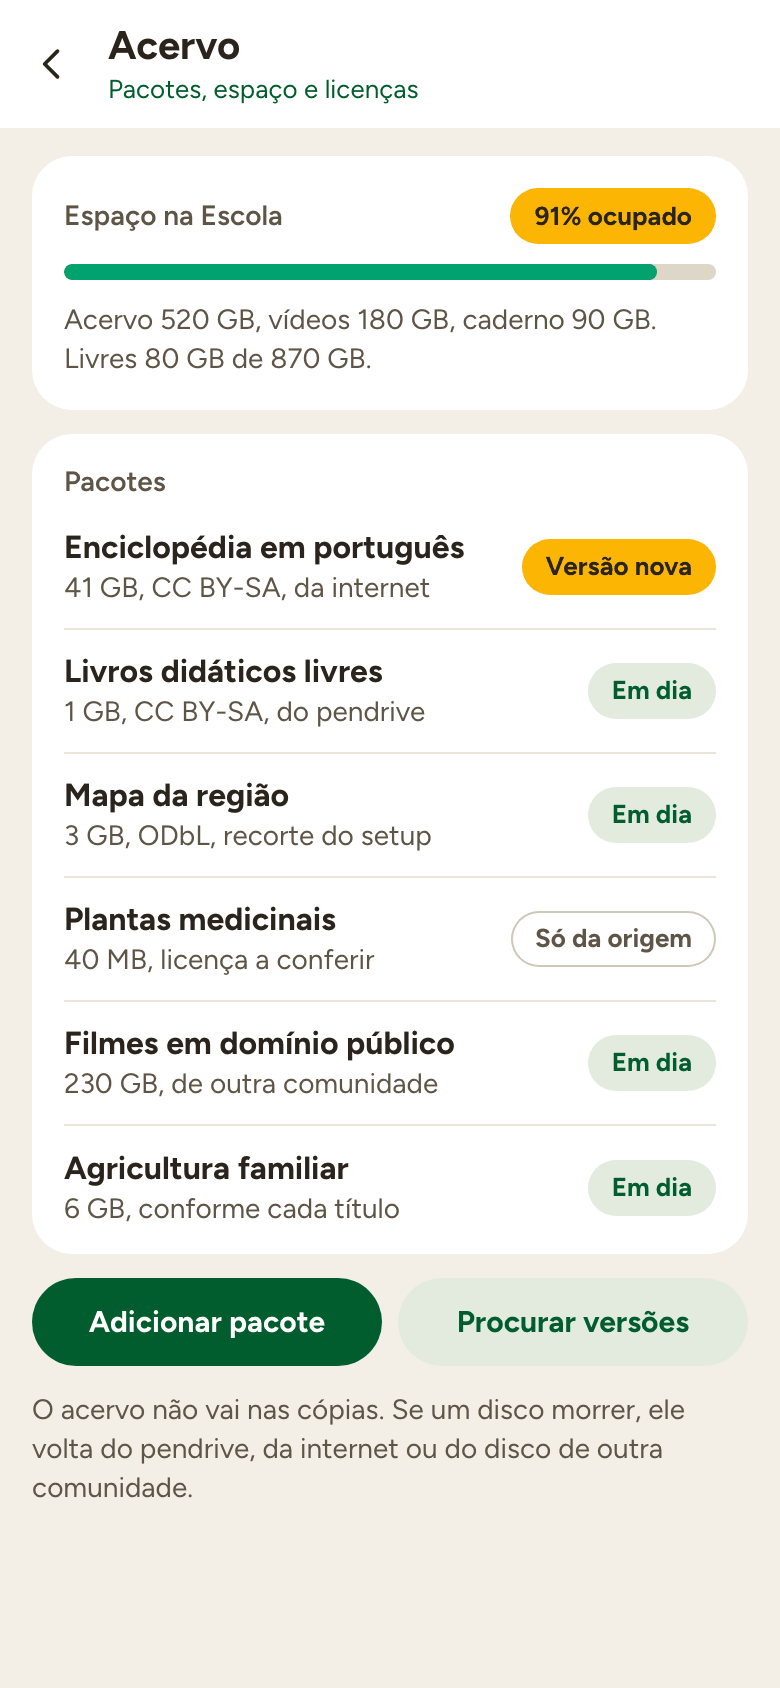 Acervo
Pacotes, espaço e licenças
Espaço na Escola
91% ocupado
Acervo 520 GB, vídeos 180 GB, caderno 90 GB.
Livres 80 GB de 870 GB.
Pacotes
Enciclopédia em português
41 GB, CC BY-SA, da internet
Versão nova
Livros didáticos livres
1 GB, CC BY-SA, do pendrive
Em dia
Mapa da região
3 GB, ODbL, recorte do setup
Em dia
Plantas medicinais
40 MB, licença a conferir
Só da origem
Filmes em domínio público
230 GB, de outra comunidade
Em dia
Agricultura familiar
6 GB, conforme cada título
Em dia
Adicionar pacote
Procurar versões
O acervo não vai nas cópias. Se um disco morrer, ele
volta do pendrive, da internet ou do disco de outra
comunidade.